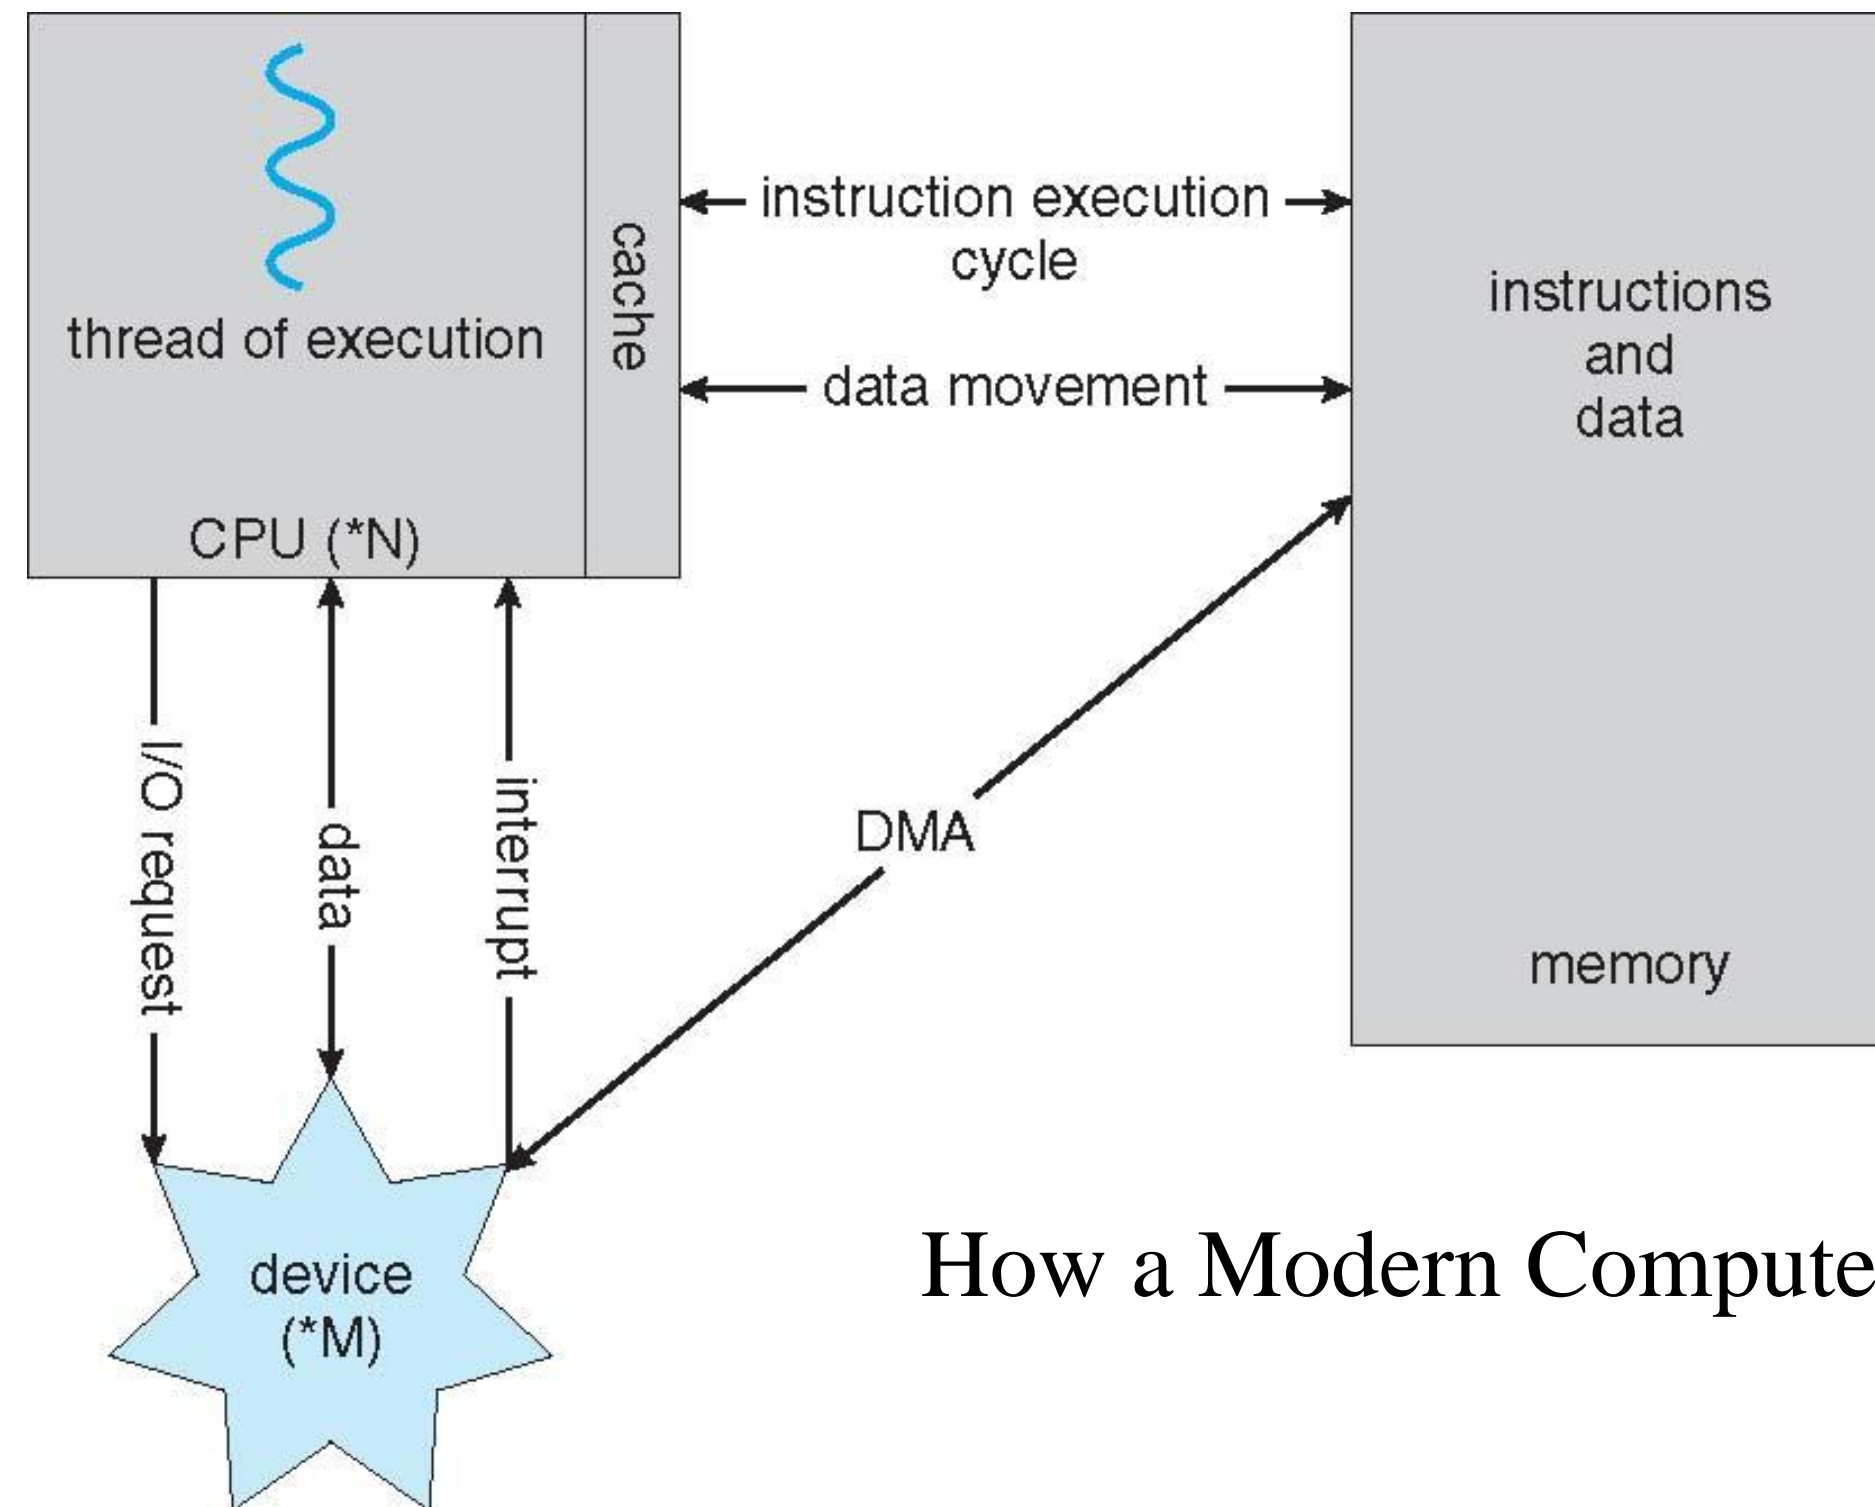 thread of execution
cache
CPU (*N)
instruction execution
cycle
data movement
instructions
and
data
memory
I/O request
data
interrupt
DMA
device
(*M)
How a Modern Compute